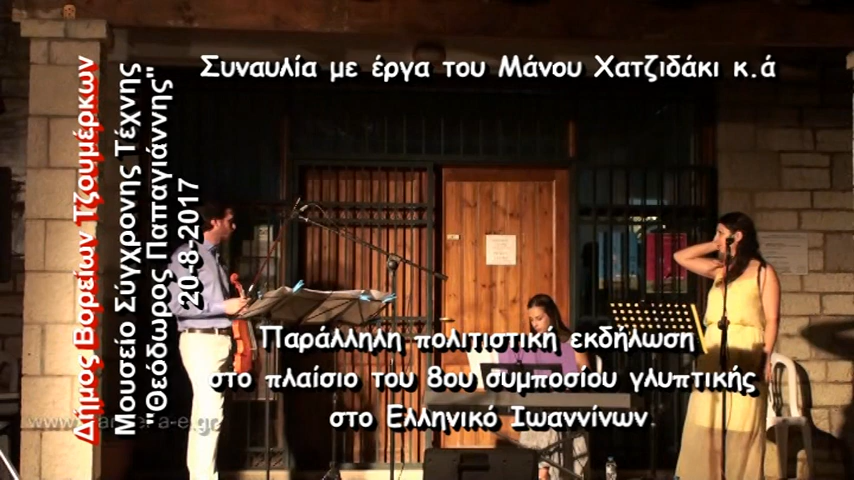 Συναυλία με έργα του Μάνου Χατζιδάκι κ.ά
Δήμος Βορείων Τζουμέρκων
Μουσείο Σύγχρονης Τέχνης
"Θεόδωρος Παπαγιάννης"
20-8-2017
Παράλληλη πολιτιστική εκδήλωση
στο πλαίσιο του 8ου συμποσίου γλυπτικής
στο Ελληνικό Ιωαννίνων